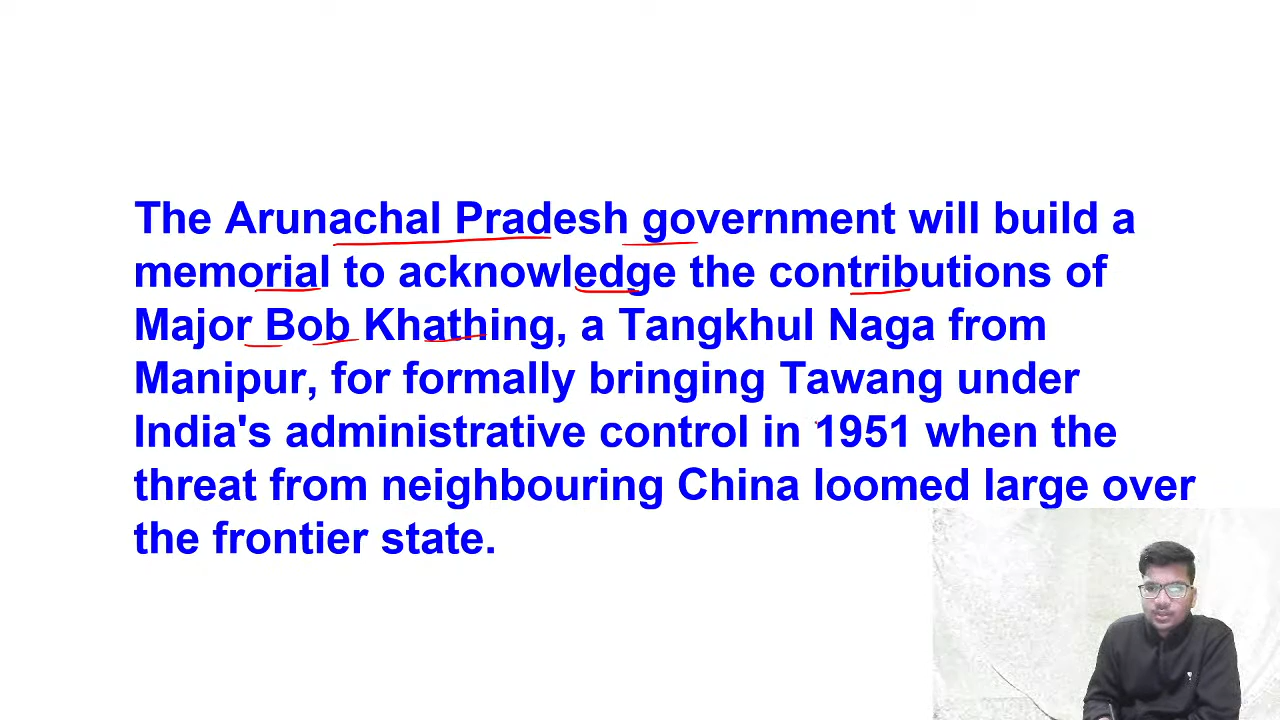 The Arunachal Pradesh government will build a
memorial to acknowledge the contributions of
Major Bob Khathing, a Tangkhul Naga from
Manipur, for formally bringing Tawang under
India's administrative control in 1951 when the
threat from neighbouring China loomed large over
the frontier state.